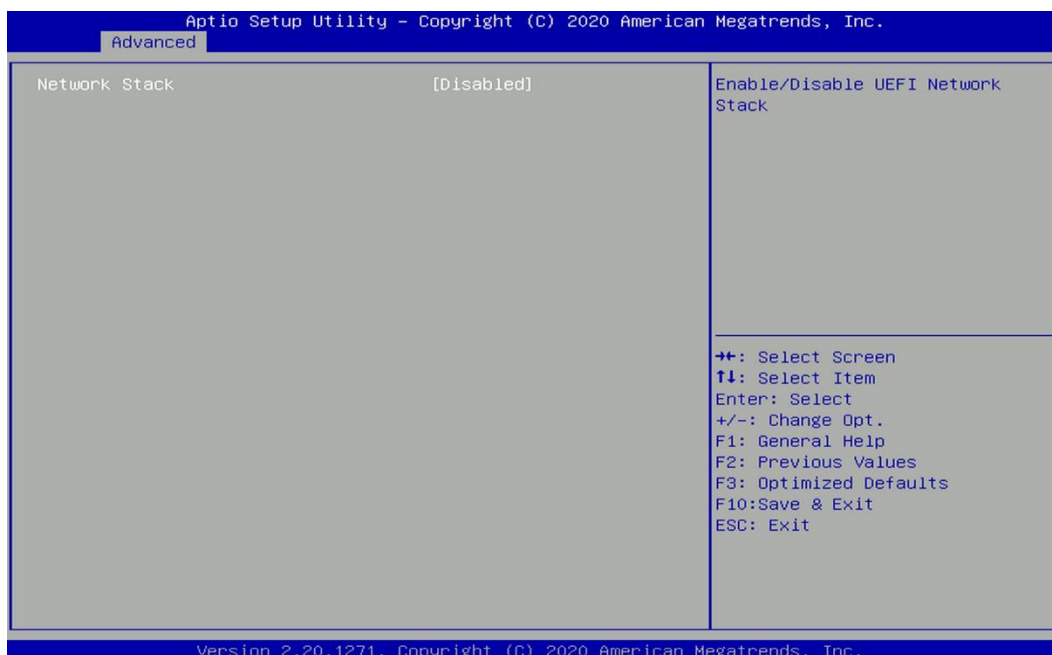 Aptio Setup Utility – Copyright (C) 2020 American Megatrends, Inc.
Advanced
Network Stack [Disabled]
Enable/Disable UEFI Network
Stack
→←: Select Screen
↑↓: Select Item
Enter: Select
+/-: Change Opt.
F1: General Help
F2: Previous Values
F3: Optimized Defaults
F10:Save & Exit
ESC: Exit
Version 2.20.1271. Copyright (C) 2020 American Megatrends, Inc.